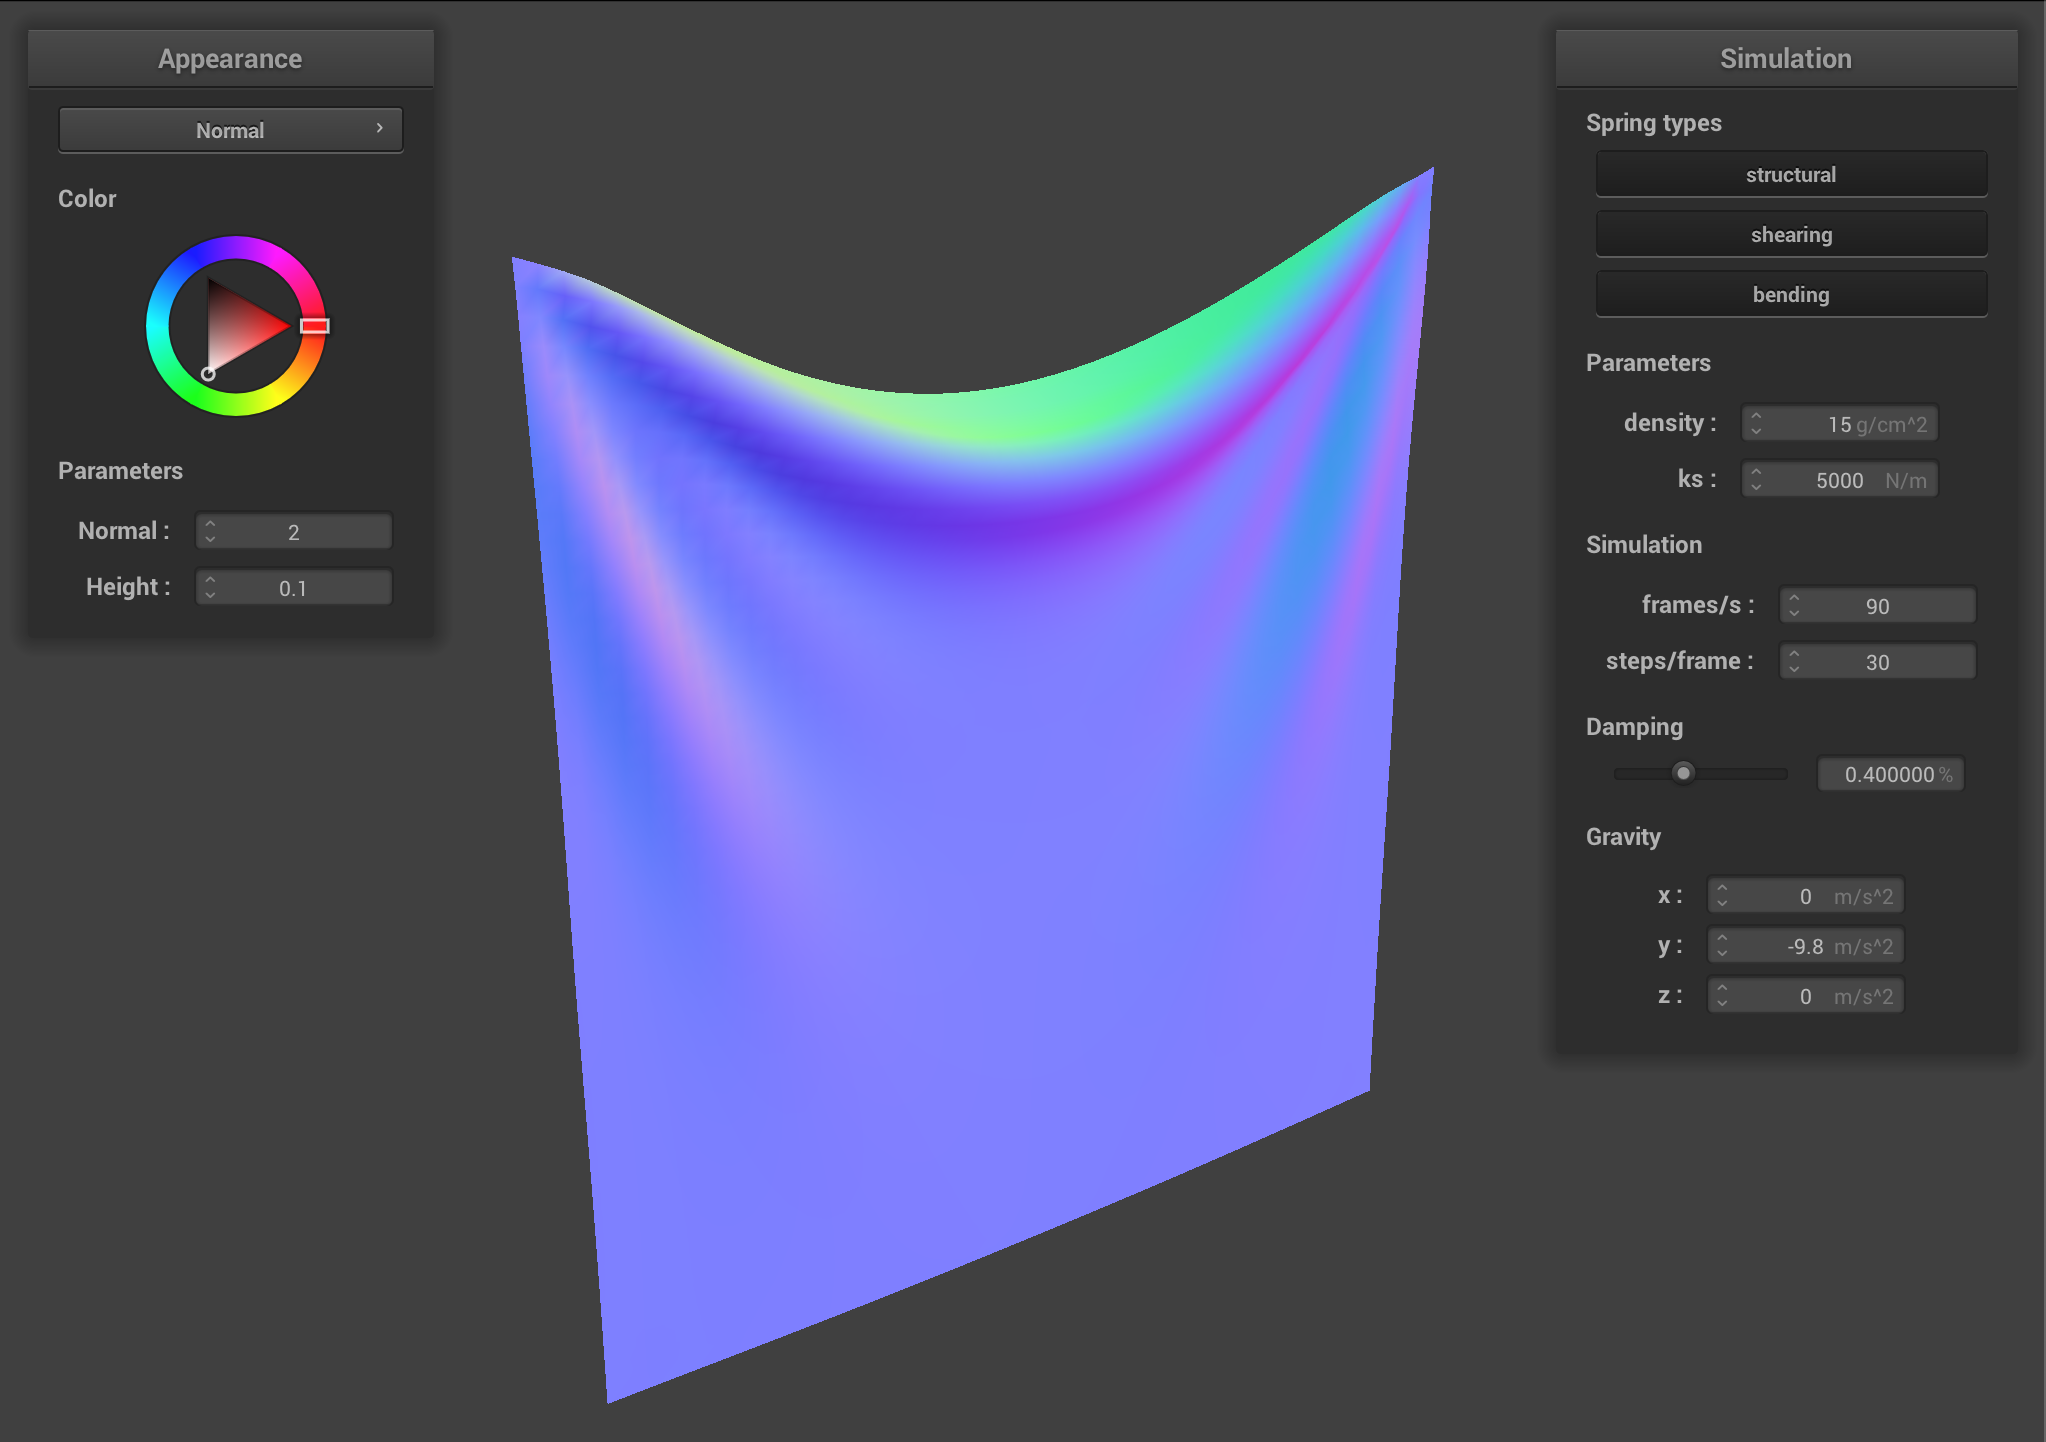 Appearance
Normal
Color
Parameters
Normal : 2
Height : 0.1
Simulation
Spring types
structural
shearing
bending
Parameters
density : 15 g/cm^2
ks : 5000 N/m
Simulation
frames/s : 90
steps/frame : 30
Damping
0.400000 %
Gravity
x : 0 m/s^2
y : -9.8 m/s^2
z : 0 m/s^2